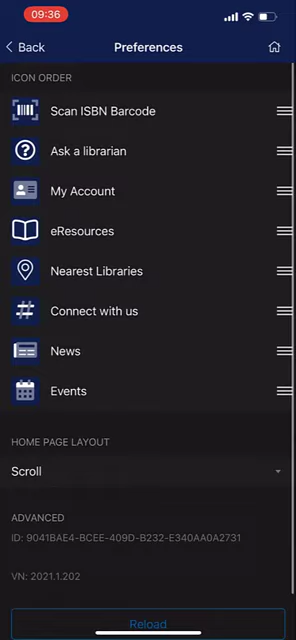 09:36
Back
Preferences
ICON ORDER
Scan ISBN Barcode
Ask a librarian
My Account
eResources
Nearest Libraries
Connect with us
News
Events
HOME PAGE LAYOUT
Scroll
ADVANCED
ID: 9041BAE4-BCEE-409D-B232-E340AA0A2731
VN: 2021.1.202
Reload